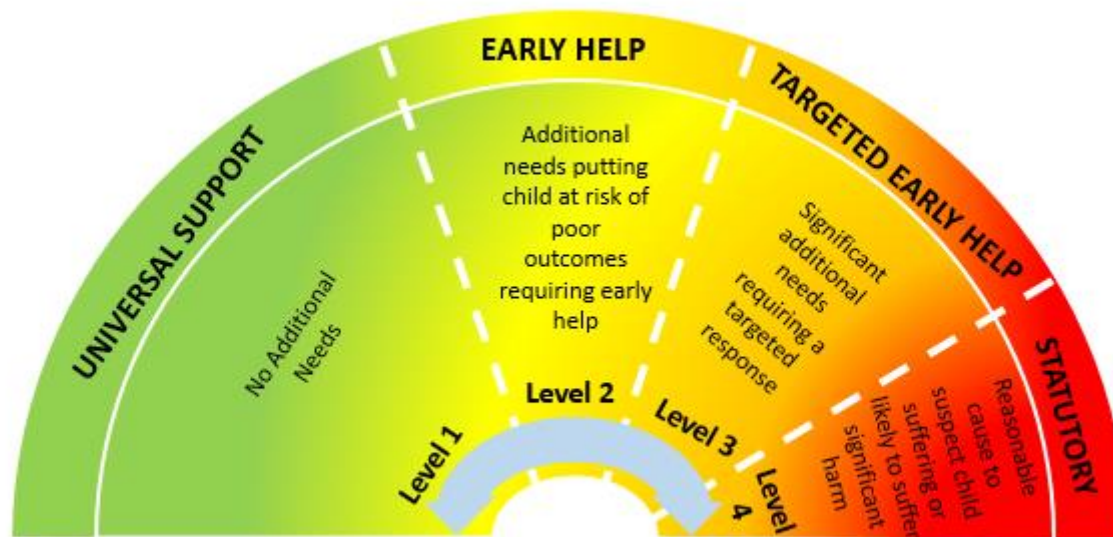 UNIVERSAL SUPPORT
No Additional
Needs
Level 1
EARLY HELP
Additional
needs putting
child at risk of
poor
outcomes
requiring early
help
Level 2
TARGETED EARLY HELP
Significant
additional
needs
requiring a
targeted
response
Level 3
STATUTORY
Reasonable
cause to
suspect child
suffering or
likely to suffer
significant
harm
Level
4